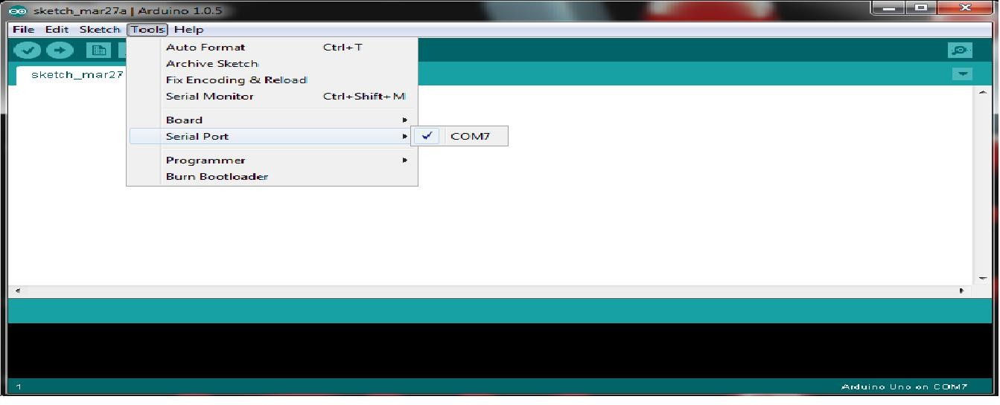 sketch_mar27a | Arduino 1.0.5
File Edit Sketch Tools Help
Auto Format Ctrl+T
sketch_mar27
Archive Sketch
Fix Encoding & Reload
Serial Monitor Ctrl+Shift+M
Board
Serial Port
COM7
Programmer
Burn Bootloader
1
Arduino Uno on COM7